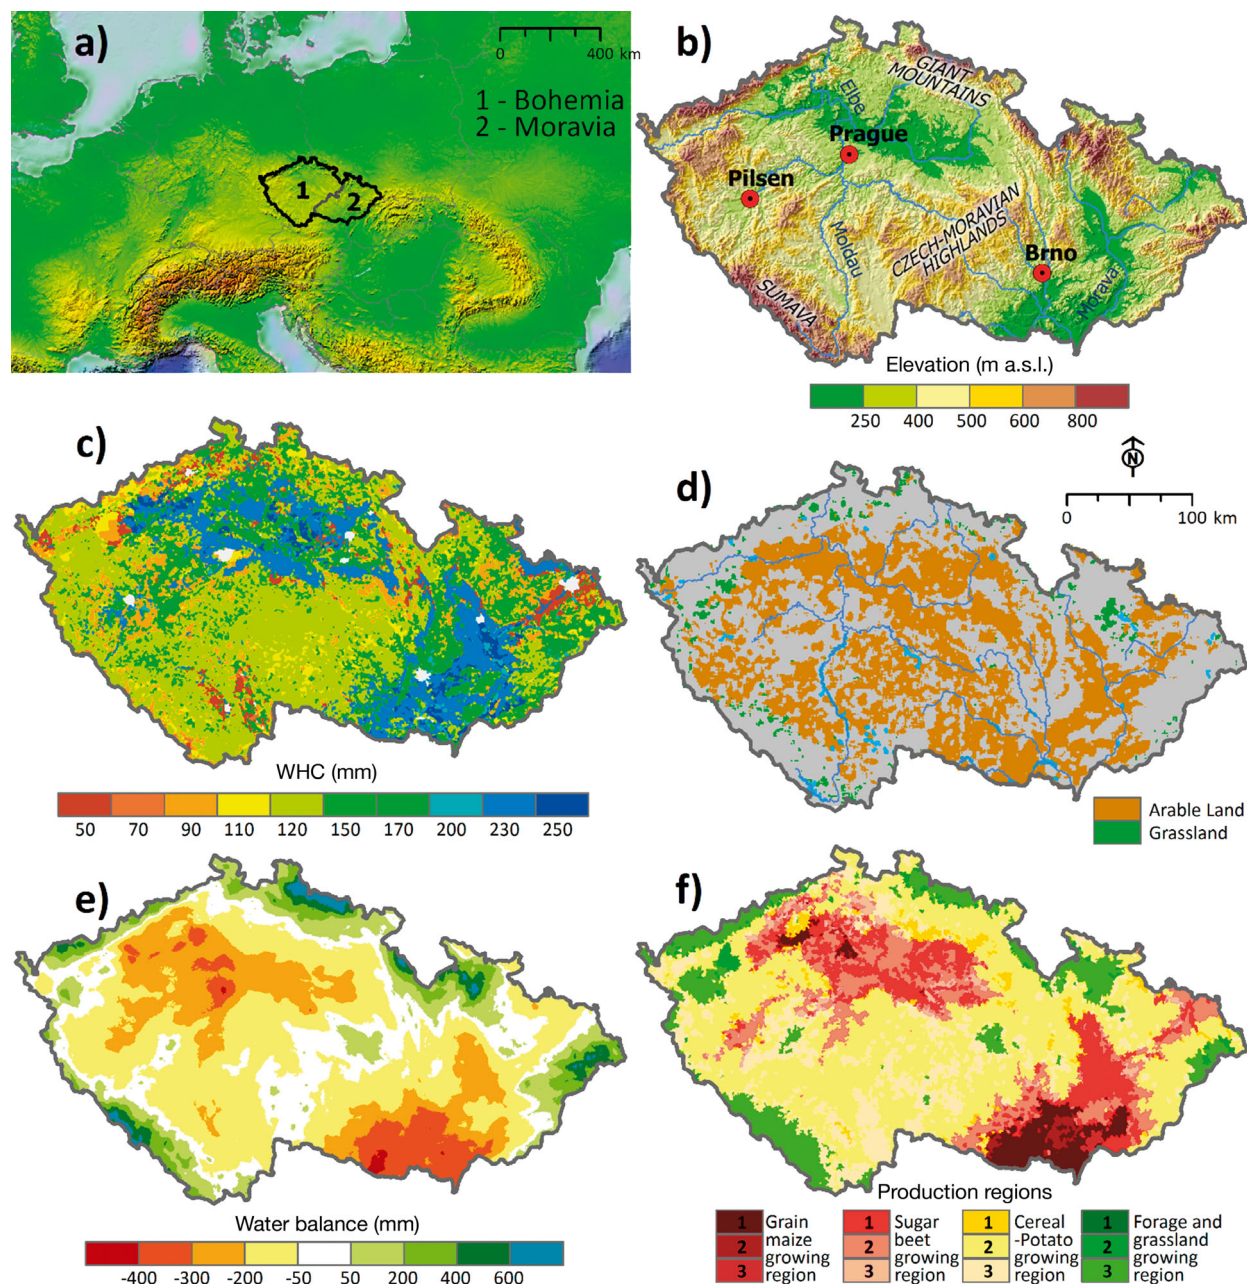 a)
0 400
km
1 - Bohemia
2 - Moravia
1
2
b)
GIANT
MOUNTAINS
Elbe
Prague
Pilsen
Moldau
CZECH-MORAVIAN
HIGHLANDS
Brno
Morava
SUMAVA
Elevation (m a.s.l.)
250 400 500 600 800
c)
WHC (mm)
50 70 90 110 120 150 170 200 230 250
d)
N
0 100 km
Arable Land
Grassland
e)
Water balance (mm)
-400 -300 -200 -50 50 200 400 600
f)
Production regions
1 Grain 1 Sugar 1 Cereal 1 Forage and
2 maize 2 beet 2 -Potato 2 grassland
growing growing growing growing
3 region 3 region 3 region 3 region